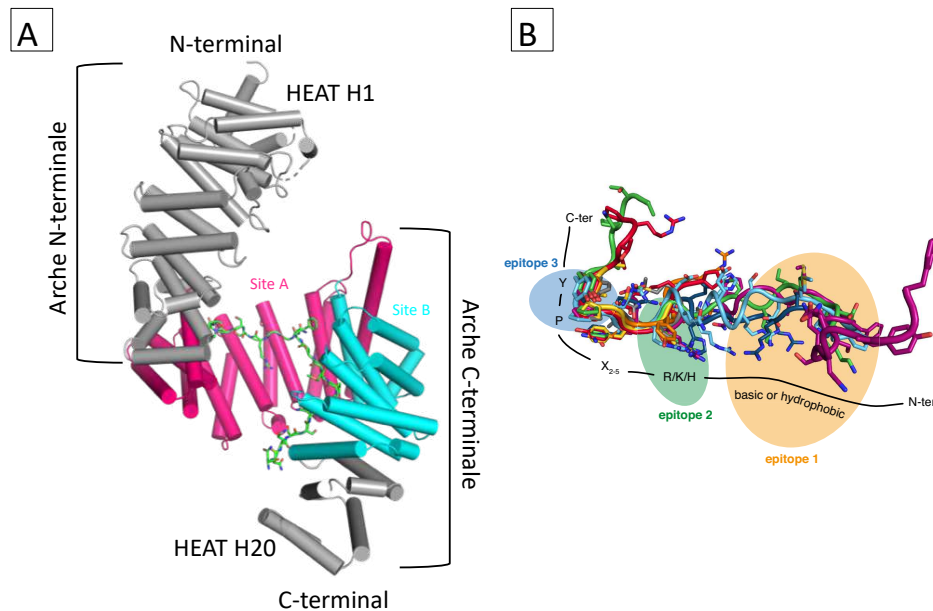 A
N-terminal
HEAT H1
Arche N-terminale
Site A
Site B
Arche C-terminale
HEAT H20
C-terminal
B
C-ter
epitope 3
Y
P
X2-5
R/K/H
epitope 2
basic or hydrophobic
epitope 1
N-ter